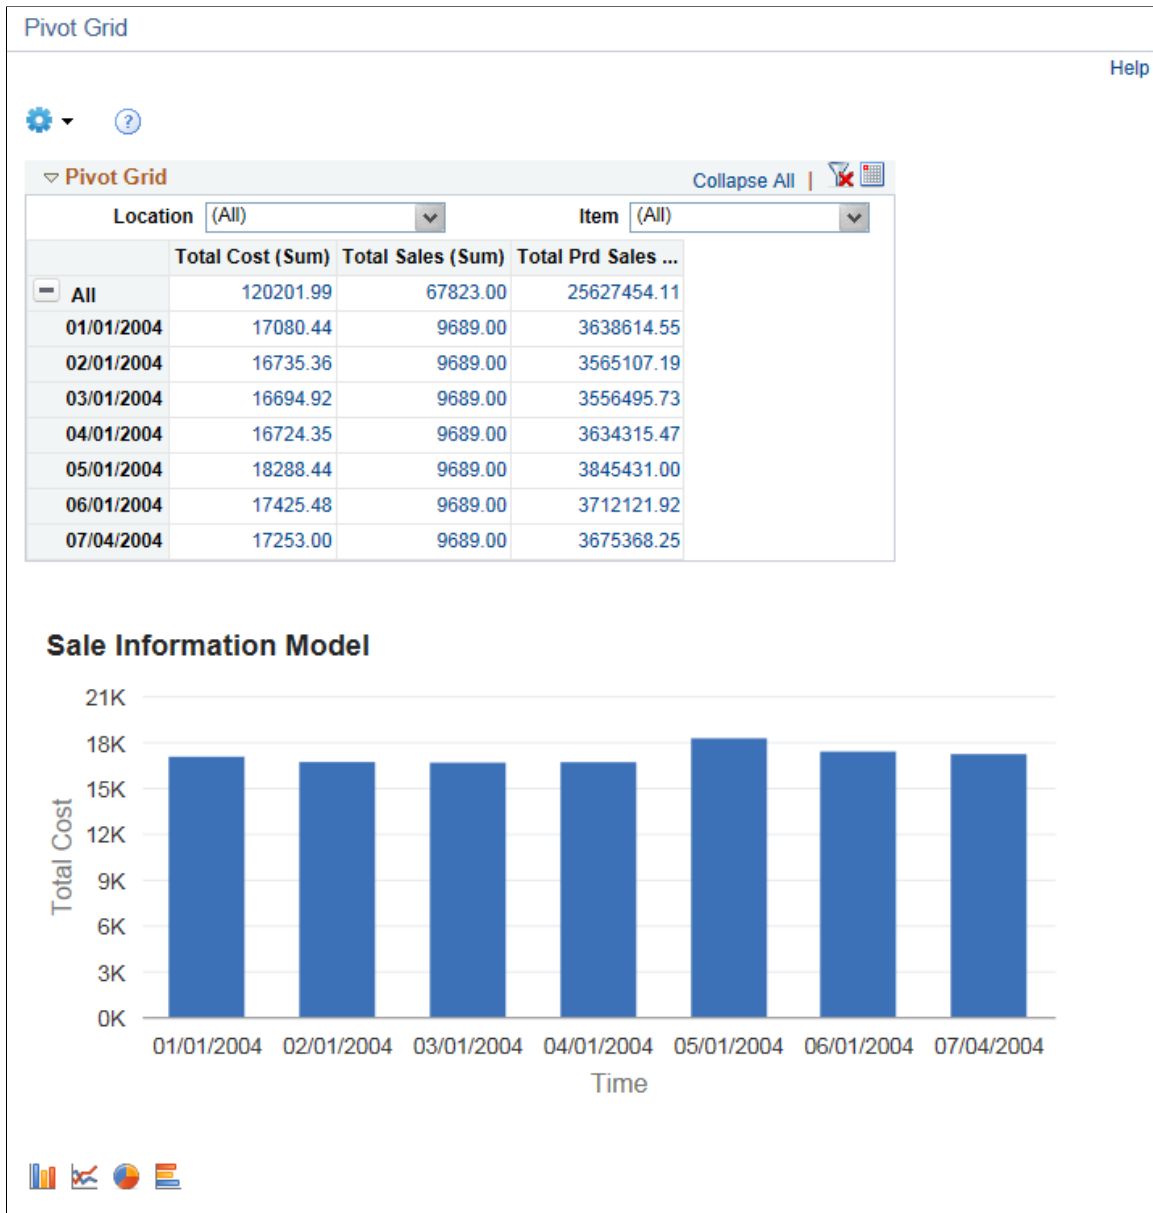 Pivot Grid
Help
Pivot Grid
Collapse All |
Location (All) Item (All)
Total Cost (Sum) Total Sales (Sum) Total Prd Sales ...
All 120201.99 67823.00 25627454.11
01/01/2004 17080.44 9689.00 3638614.55
02/01/2004 16735.36 9689.00 3565107.19
03/01/2004 16694.92 9689.00 3556495.73
04/01/2004 16724.35 9689.00 3634315.47
05/01/2004 18288.44 9689.00 3845431.00
06/01/2004 17425.48 9689.00 3712121.92
07/04/2004 17253.00 9689.00 3675368.25
Sale Information Model
21K
18K
15K
12K
9K
6K
3K
0K
Total Cost
01/01/2004 02/01/2004 03/01/2004 04/01/2004 05/01/2004 06/01/2004 07/04/2004
Time